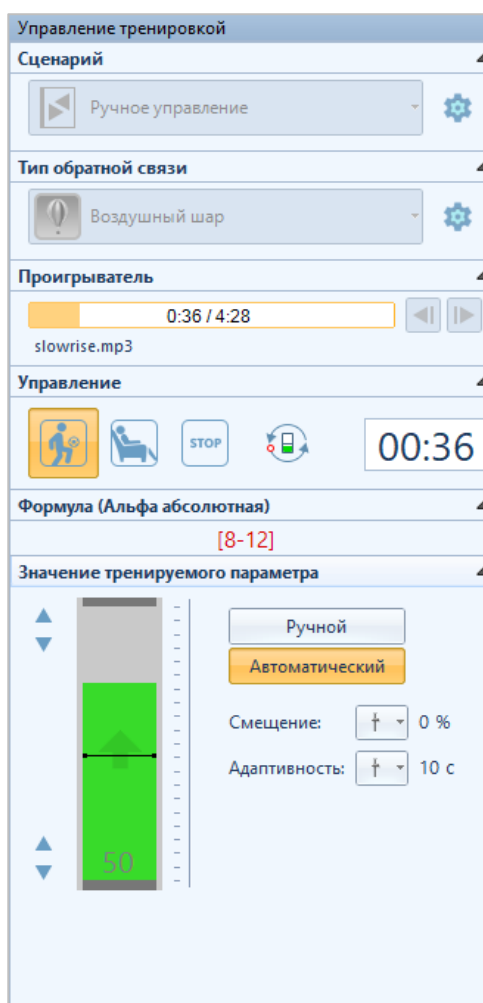 Управление тренировкой
Сценарий
Ручное управление
Тип обратной связи
Воздушный шар
Проигрыватель
0:36 / 4:28
slowrise.mp3
Управление
STOP
00:36
Формула (Альфа абсолютная)
[8-12]
Значение тренируемого параметра
Ручной
Автоматический
Смещение: 0 %
Адаптивность: 10 с
50